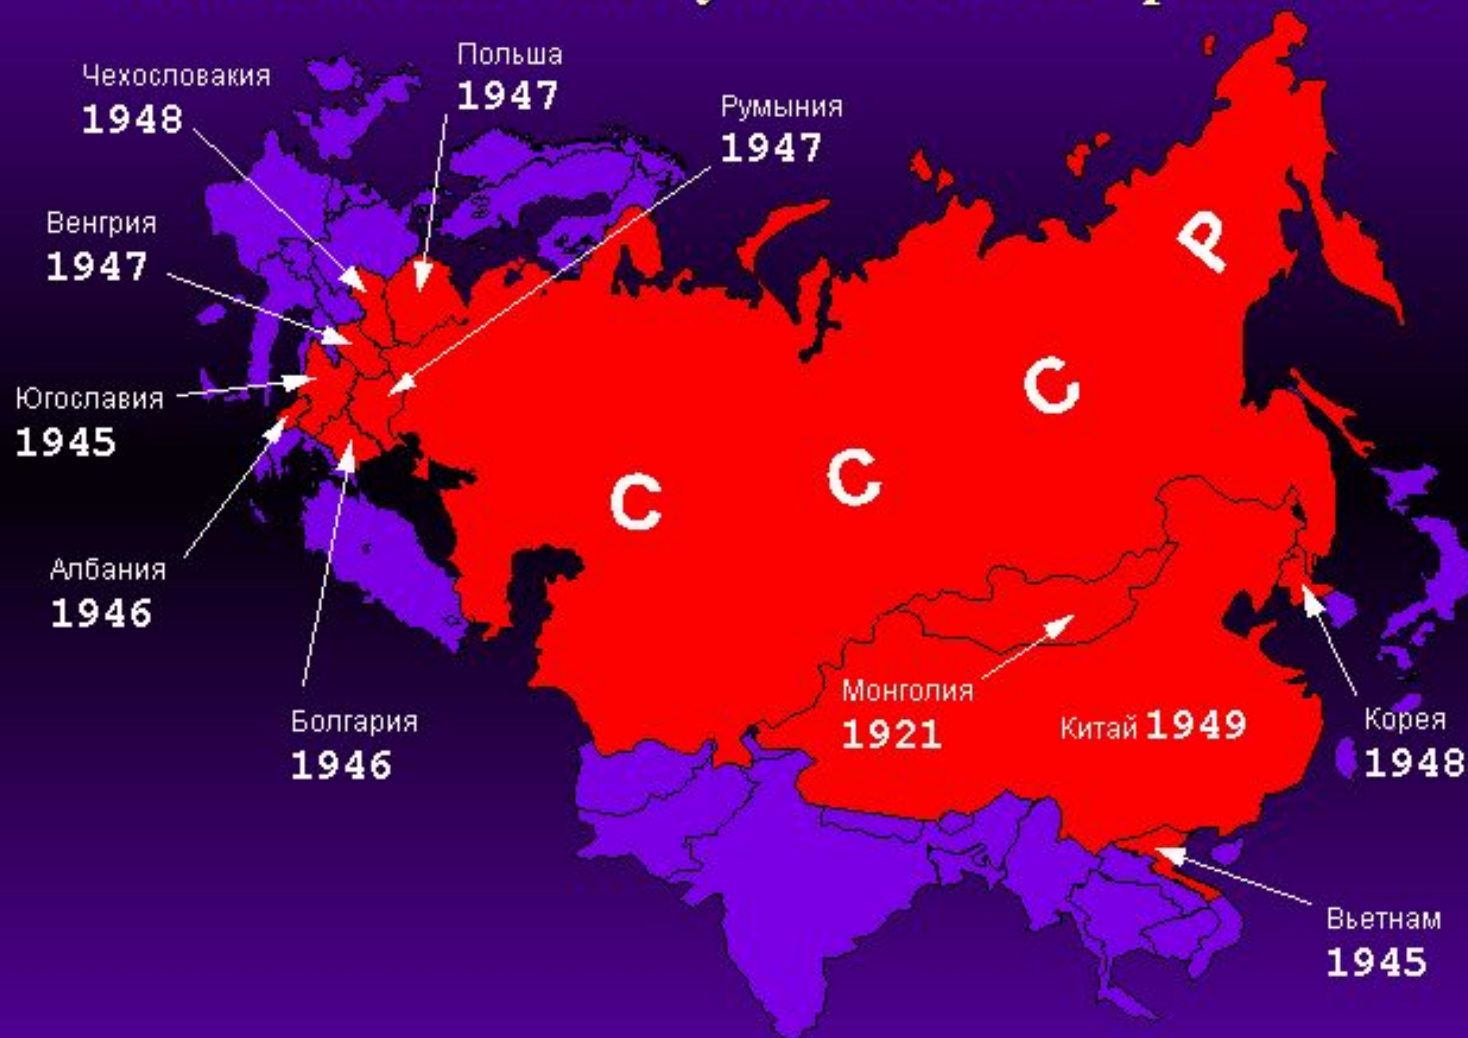 Польша
1947
Чехословакия
1948
Румыния
1947
Венгрия
1947
Югославия
1945
Албания
1946
Болгария
1946
С С С Р
Монголия
1921
Китай 1949
Корея
1948
Вьетнам
1945